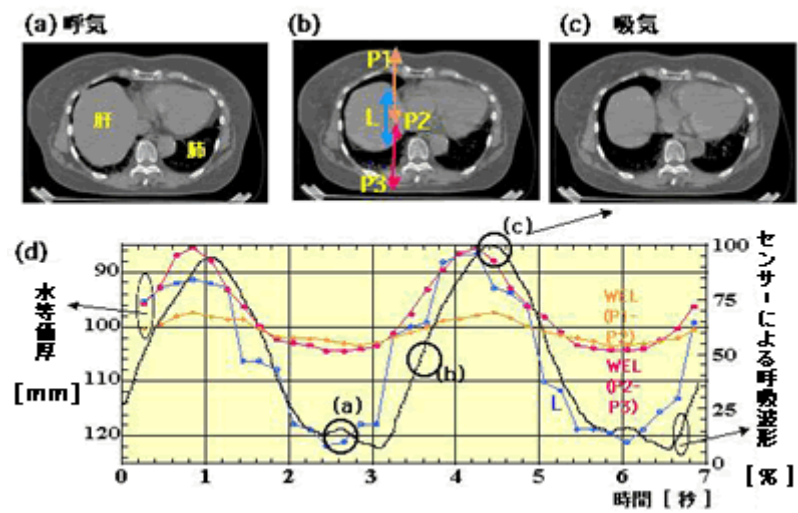 (a) 呼気
(b)
(c) 吸気
肝
肺
P1
L
P2
P3
(d)
(c)
水等価厚
[mm]
90
100
110
120
(a)
(b)
L
WEL
(P1-
P2)
WEL
(P2-
P3)
100
75
50
25
0
センサーによる呼吸波形
[%]
0 1 2 3 4 5 6 7
時間 [秒]